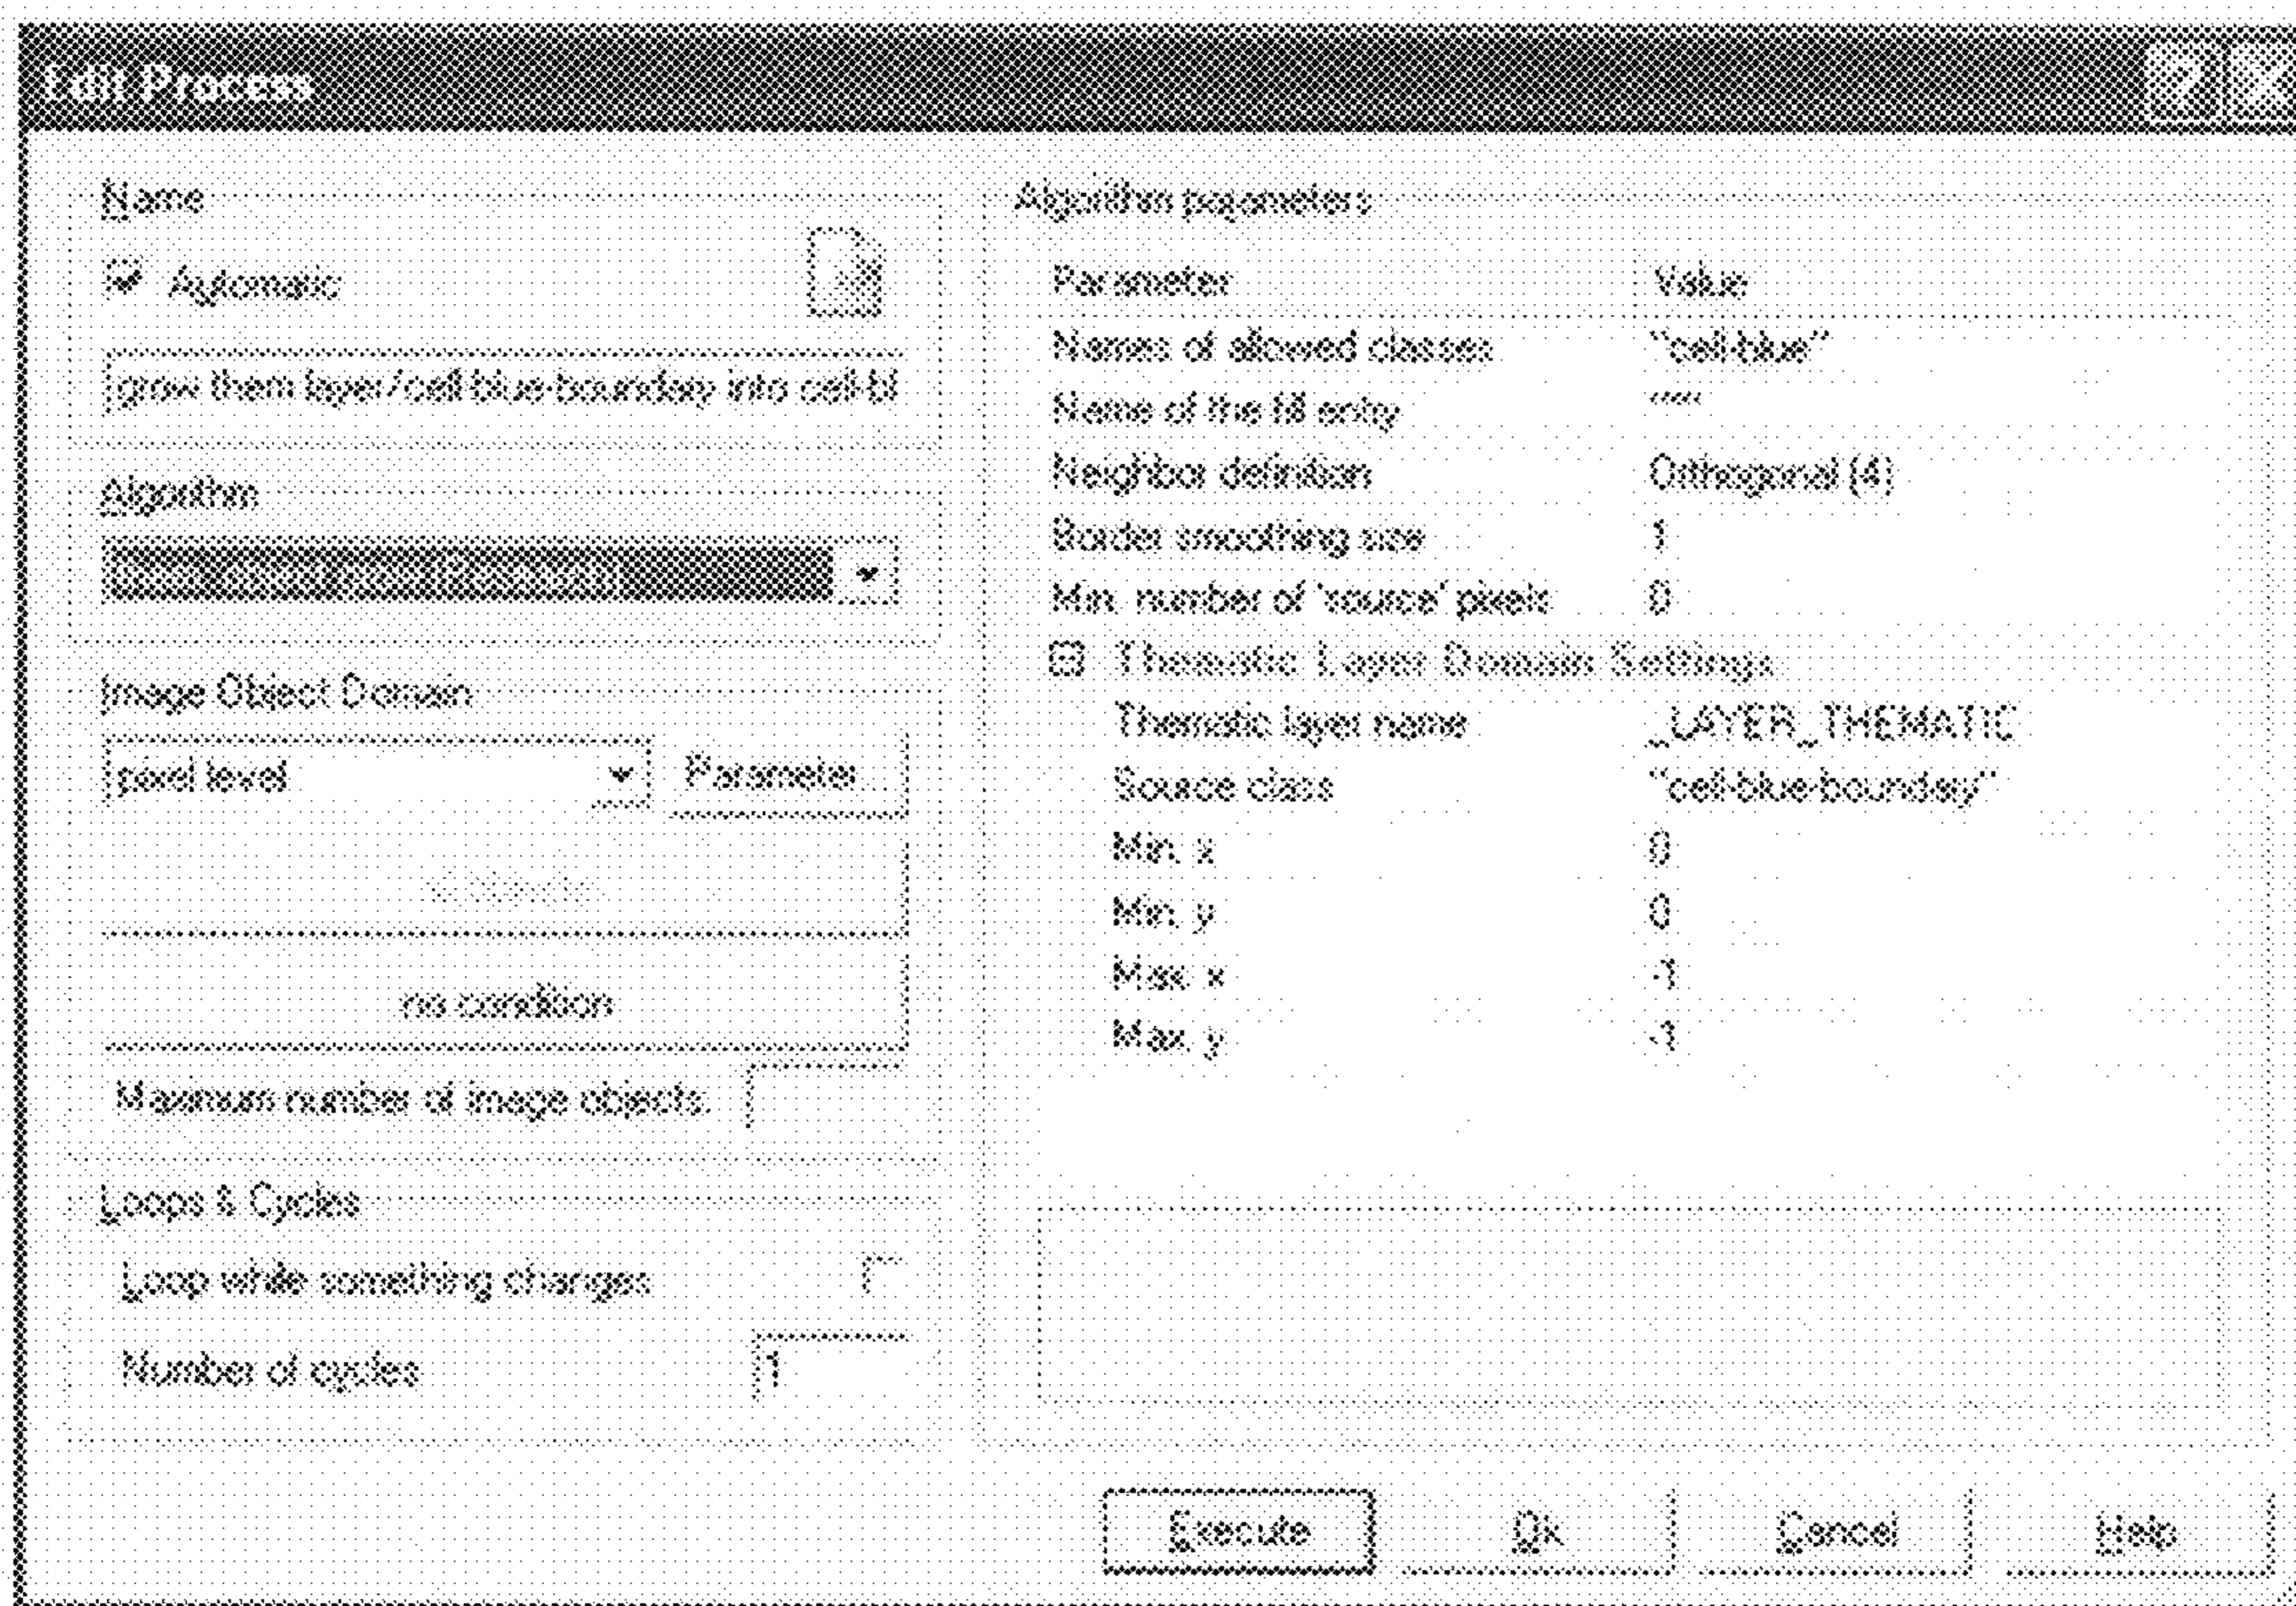 Edit Process
Name
Automatic
grow them layer/cell-blue-boundary into cell-bl
Algorithm
Image Object Domain
pixel level
Parameter
no condition
Maximum number of image objects:
Loops & Cycles
Loop while something changes
Number of cycles
1
Algorithm parameters
Parameter Value
Names of allowed classes "cell-blue"
Name of the fill entry ""
Neighbor definition Orthogonal (4)
Border smoothing size 1
Min. number of 'source' pixels 0
Thematic Layer Domain Settings
Thematic layer name _LAYER_THEMATIC
Source class "cell-blue-boundary"
Min. x 0
Min. y 0
Max. x -1
Max. y -1
Execute
Ok
Cancel
Help